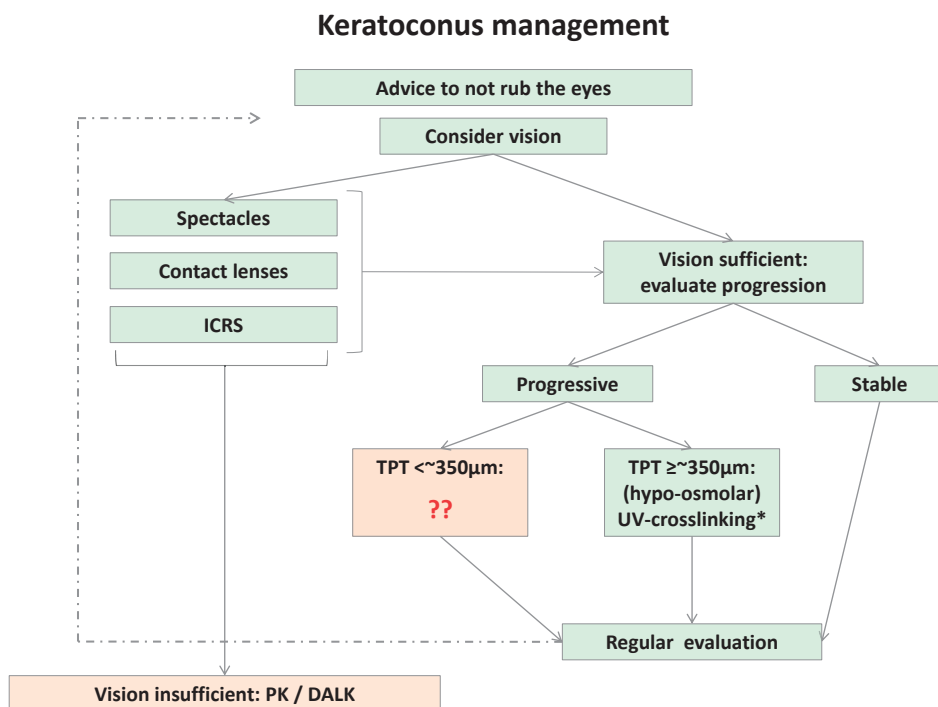 Keratoconus management
Advice to not rub the eyes
Consider vision
Spectacles
Contact lenses
ICRS
Vision sufficient:
evaluate progression
Progressive
Stable
TPT <~350µm:
??
TPT ≥~350µm:
(hypo-osmolar)
UV-crosslinking*
Regular evaluation
Vision insufficient: PK / DALK